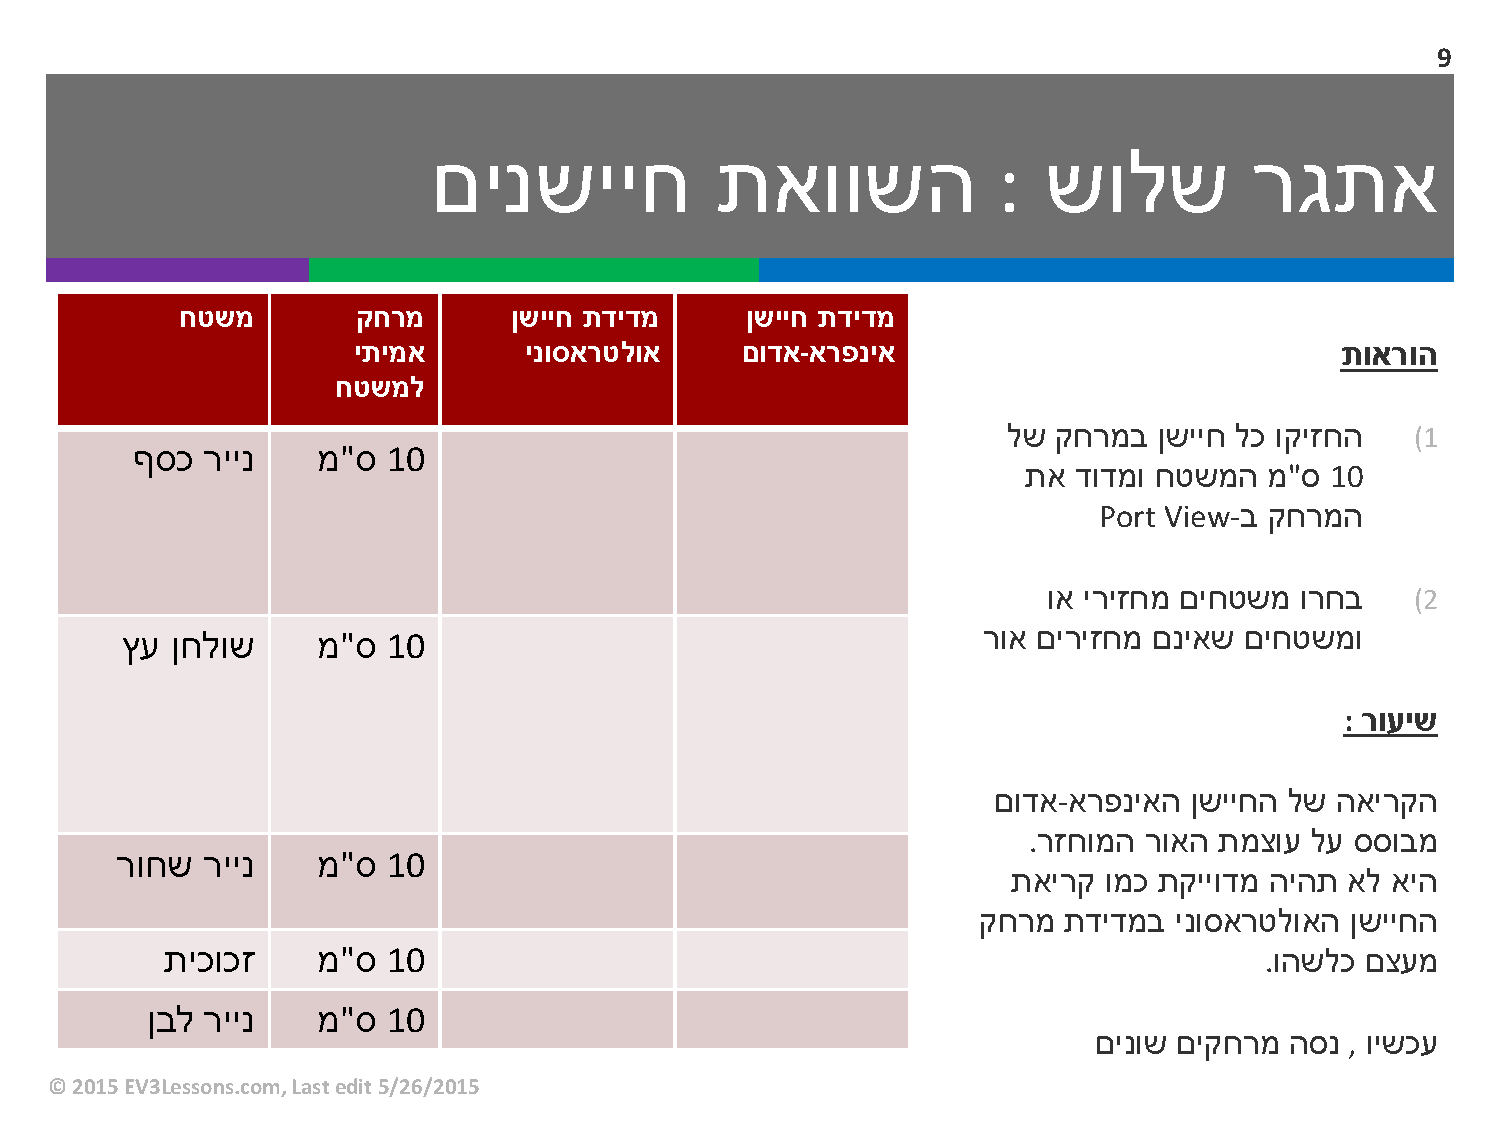 9
אתגר שלוש : השוואת חיישנים
משטח
מרחק
אמיתי
למשטח
מדידת חיישן
אולטראסוני
מדידת חיישן
אינפרא-אדום
נייר כסף
10 ס"מ
שולחן עץ
10 ס"מ
נייר שחור
10 ס"מ
זכוכית
10 ס"מ
נייר לבן
10 ס"מ
הוראות
1) החזיקו כל חיישן במרחק של
10 ס"מ המשטח ומדוד את
המרחק ב-Port View
2) בחרו משטחים מחזירי או
ומשטחים שאינם מחזירים אור
שיעור :
הקריאה של החיישן האינפרא-אדום
מבוסס על עוצמת האור המוחזר.
היא לא תהיה מדוייקת כמו קריאת
החיישן האולטראסוני במדידת מרחק
מעצם כלשהו.
עכשיו , נסה מרחקים שונים
© 2015 EV3Lessons.com, Last edit 5/26/2015